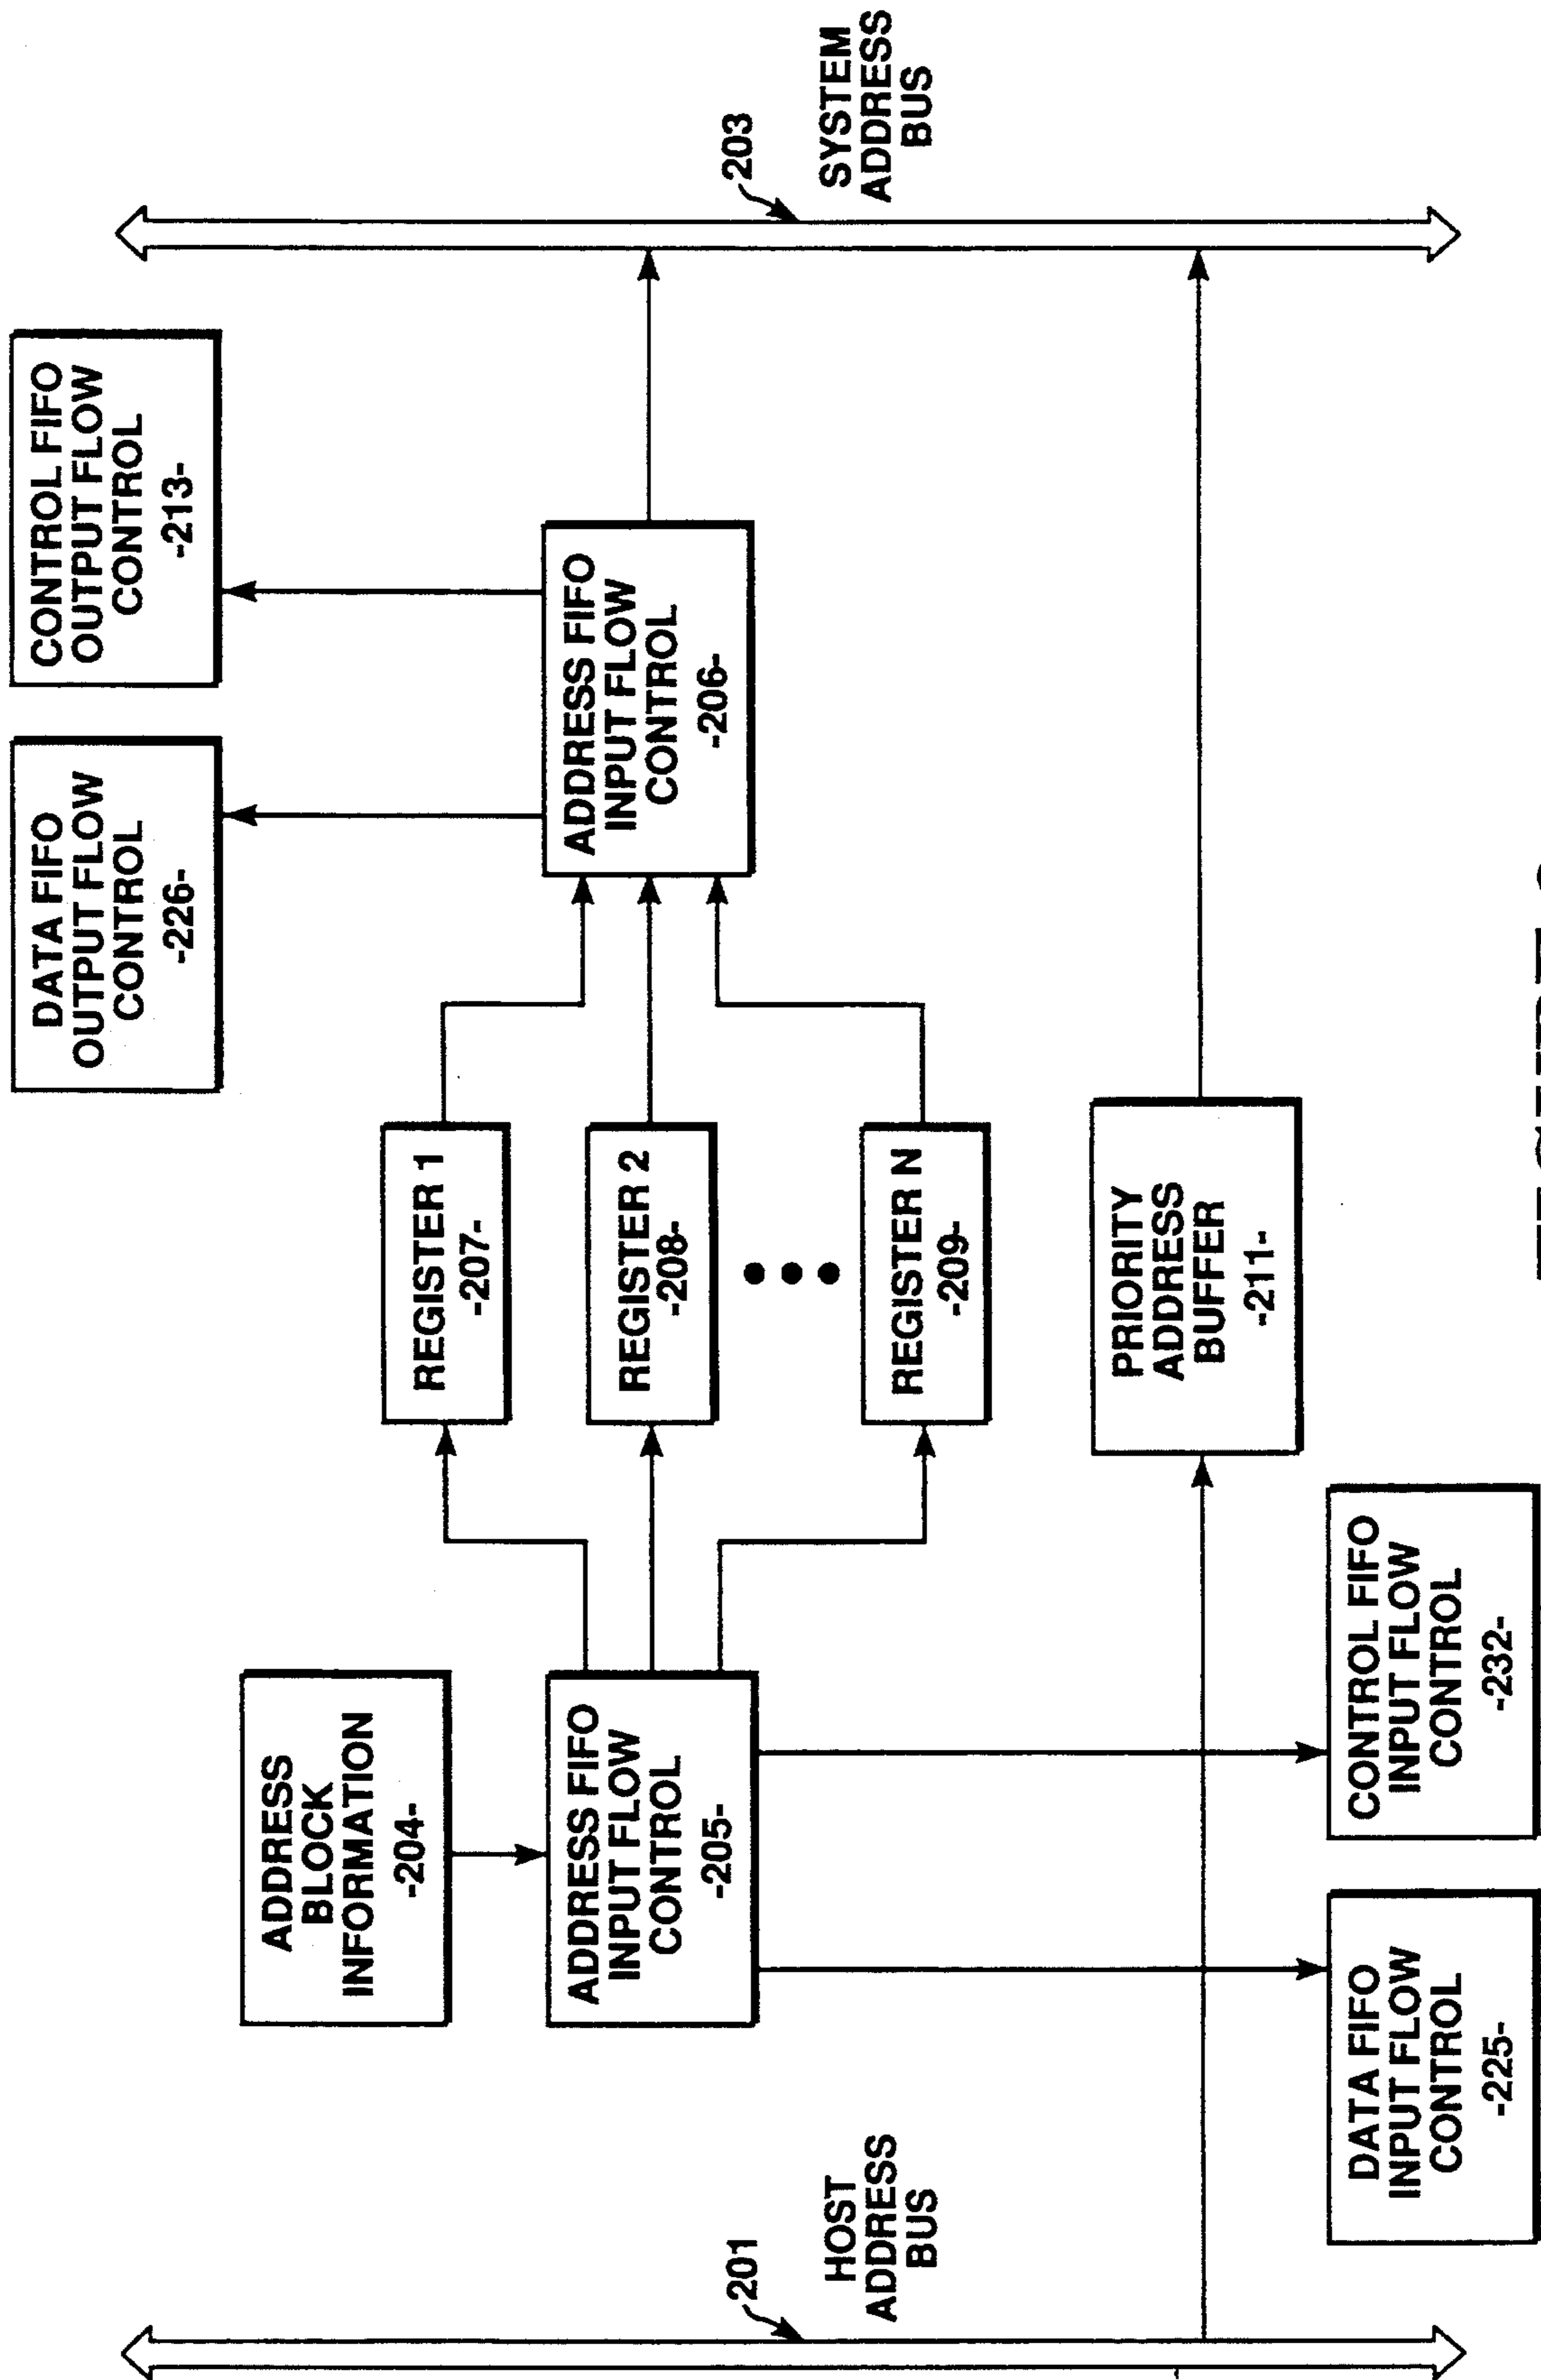 201
HOST
ADDRESS
BUS
ADDRESS
BLOCK
INFORMATION
-204-
ADDRESS FIFO
INPUT FLOW
CONTROL
-205-
DATA FIFO
INPUT FLOW
CONTROL
-225-
CONTROL FIFO
INPUT FLOW
CONTROL
-232-
REGISTER 1
-207-
REGISTER 2
-208-
REGISTER N
-209-
PRIORITY
ADDRESS
BUFFER
-211-
DATA FIFO
OUTPUT FLOW
CONTROL
-226-
CONTROL FIFO
OUTPUT FLOW
CONTROL
-213-
ADDRESS FIFO
INPUT FLOW
CONTROL
-206-
203
SYSTEM
ADDRESS
BUS